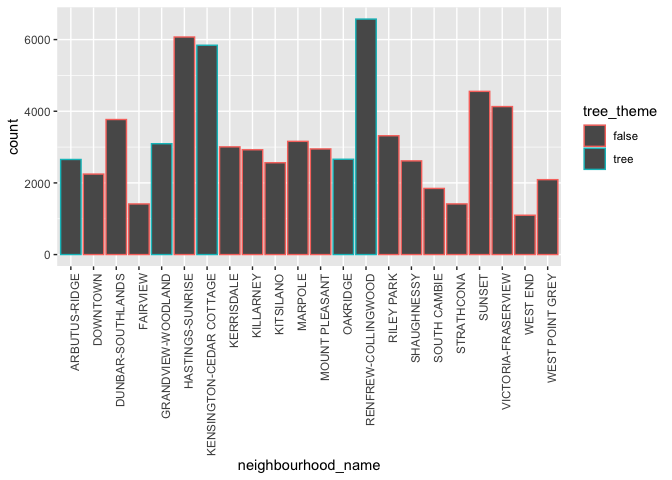 6000
4000
2000
0
count
ARBUTUS-RIDGE
DOWNTOWN
DUNBAR-SOUTHLANDS
FAIRVIEW
GRANDVIEW-WOODLAND
HASTINGS-SUNRISE
KENSINGTON-CEDAR COTTAGE
KERRISDALE
KILLARNEY
KITSILANO
MARPOLE
MOUNT PLEASANT
OAKRIDGE
RENFREW-COLLINGWOOD
RILEY PARK
SHAUGHNESSY
SOUTH CAMBIE
STRATHCONA
SUNSET
VICTORIA-FRASERVIEW
WEST END
WEST POINT GREY
neighbourhood_name
tree_theme
false
tree